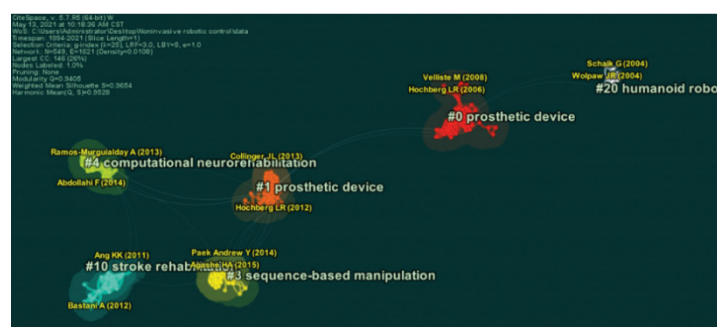 CiteSpace, v. 5.7.R5 (64-bit) W
May 13, 2021 at 10:18:36 AM CST
WoS: C:\Users\Administrator\Desktop\Noninvasive robotic control\data
Timespan: 1994-2021 (Slice Length=1)
Selection Criteria: g-index (k=25), LRF=3.0, LBY=8, e=1.0
Network: N=549, E=1621 (Density=0.0108)
Largest CC: 146 (26%)
Nodes Labeled: 1.0%
Pruning: None
Modularity Q=0.9405
Weighted Mean Silhouette S=0.9654
Harmonic Mean(Q, S)=0.9528
Schalk G (2004)
Wolpaw JR (2004)
#20 humanoid robo
Velliste M (2008)
Hochberg LR (2006)
#0 prosthetic device
Ramos-Murguialday A (2013)
#4 computational neurorehabilitation
Abdollahi F (2014)
Collinger JL (2013)
#1 prosthetic device
Hochberg LR (2012)
Ang KK (2011)
#10 stroke rehabilitation
Bastani A (2012)
Paek Andrew Y (2014)
HA (2015)
#3 sequence-based manipulation